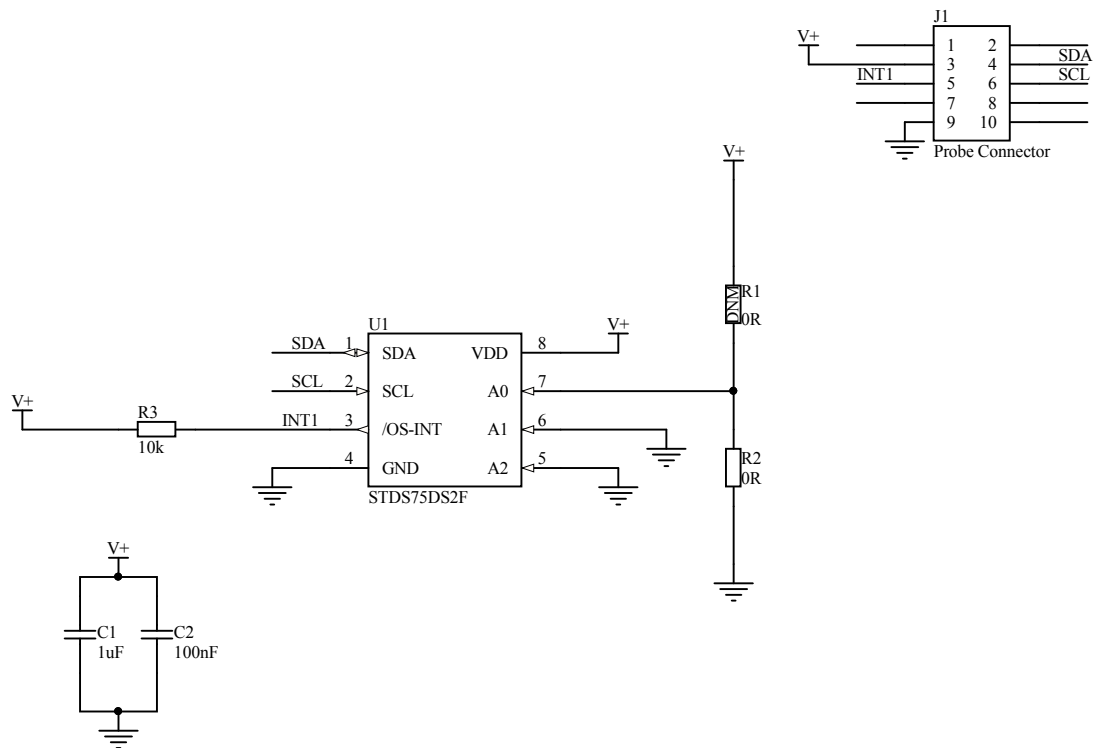 J1
V+
1 2
3 4 SDA
INT1 5 6 SCL
7 8
9 10
Probe Connector
V+
DNM R1
0R
U1
V+
SDA 1 SDA VDD 8
SCL 2 SCL A0 7
V+
R3
10k
INT1 3 /OS-INT A1 6
4 GND A2 5
STDS75DS2F
R2
0R
V+
C1
1uF
C2
100nF